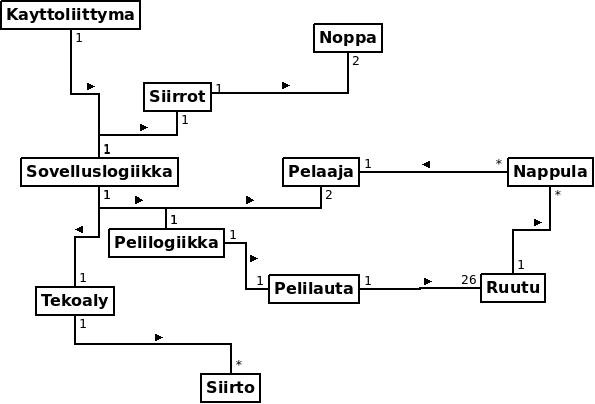 Kayttoliittyma
1
Noppa
2
Siirrot
1
1
1
Sovelluslogiikka
1
Pelaaja
1
*
Nappula
2
*
1
Pelilogiikka
1
1
Pelilauta
1
26
1
Ruutu
1
Tekoaly
1
*
Siirto